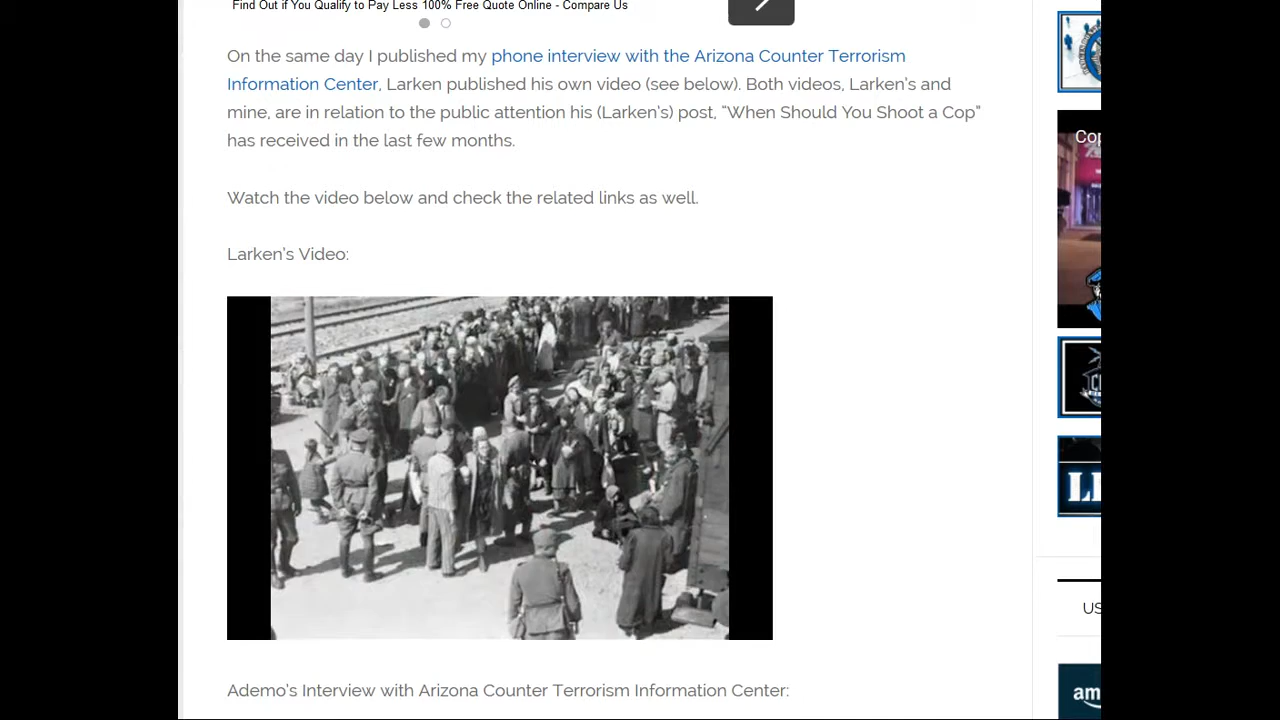 Find Out if You Qualify to Pay Less 100% Free Quote Online - Compare Us
On the same day I published my phone interview with the Arizona Counter Terrorism
Information Center, Larken published his own video (see below). Both videos, Larken’s and
mine, are in relation to the public attention his (Larken’s) post, “When Should You Shoot a Cop”
has received in the last few months.
Watch the video below and check the related links as well.
Larken’s Video:
Ademo’s Interview with Arizona Counter Terrorism Information Center:
Cop
US
am